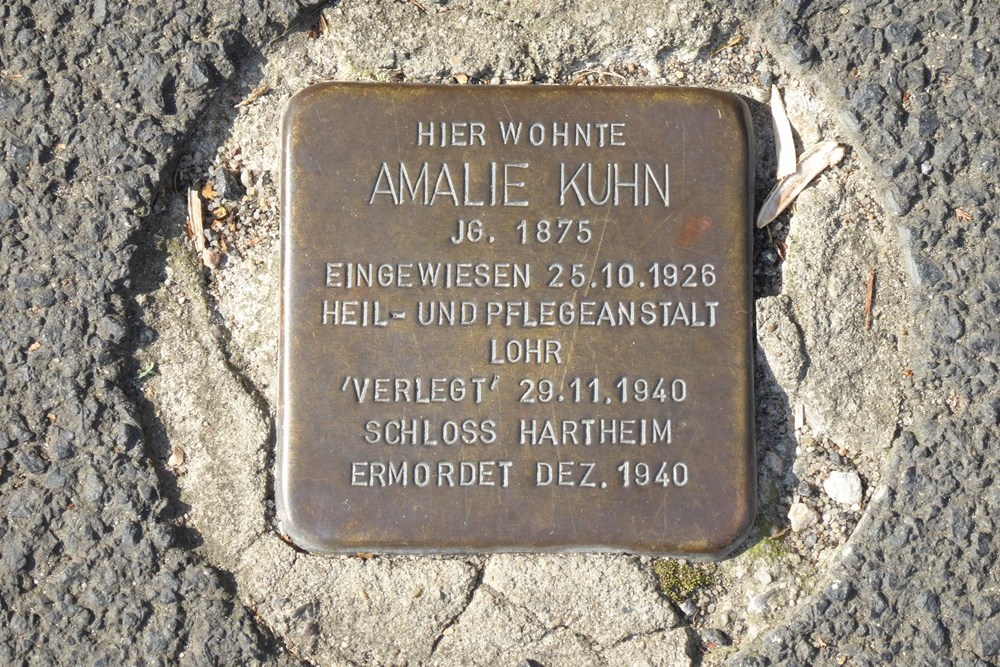 HIER WOHNTE
AMALIE KUHN
JG. 1875
EINGEWIESEN 25.10.1926
HEIL- UND PFLEGEANSTALT
LOHR
'VERLEGT' 29.11.1940
SCHLOSS HARTHEIM
ERMORDET DEZ. 1940